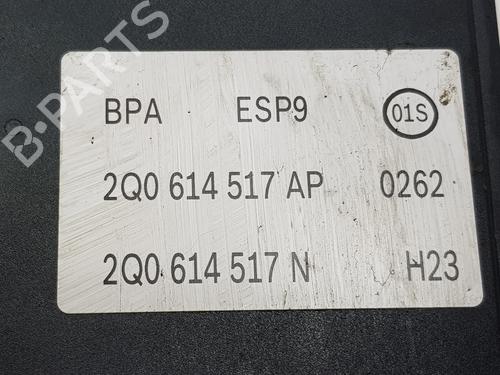 BPA ESP9 01S
2Q0 614 517 AP 0262
2Q0 614 517 N H23
B-PARTS